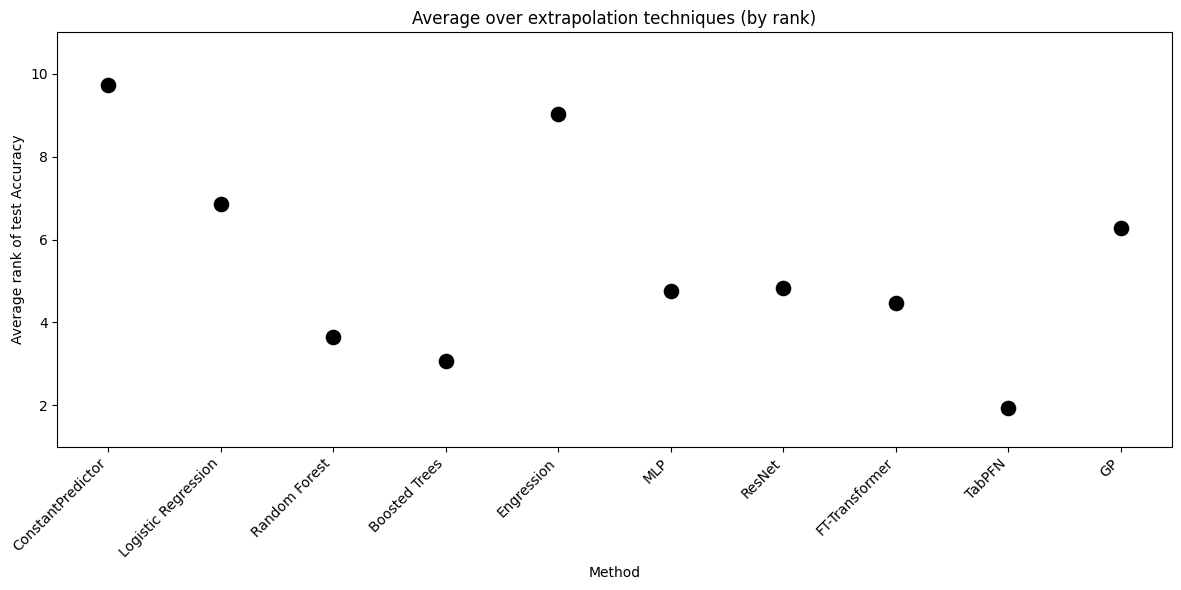 Average over extrapolation techniques (by rank)
Average rank of test Accuracy
10
8
6
4
2
ConstantPredictor
Logistic Regression
Random Forest
Boosted Trees
Engression
MLP
ResNet
FT-Transformer
TabPFN
GP
Method